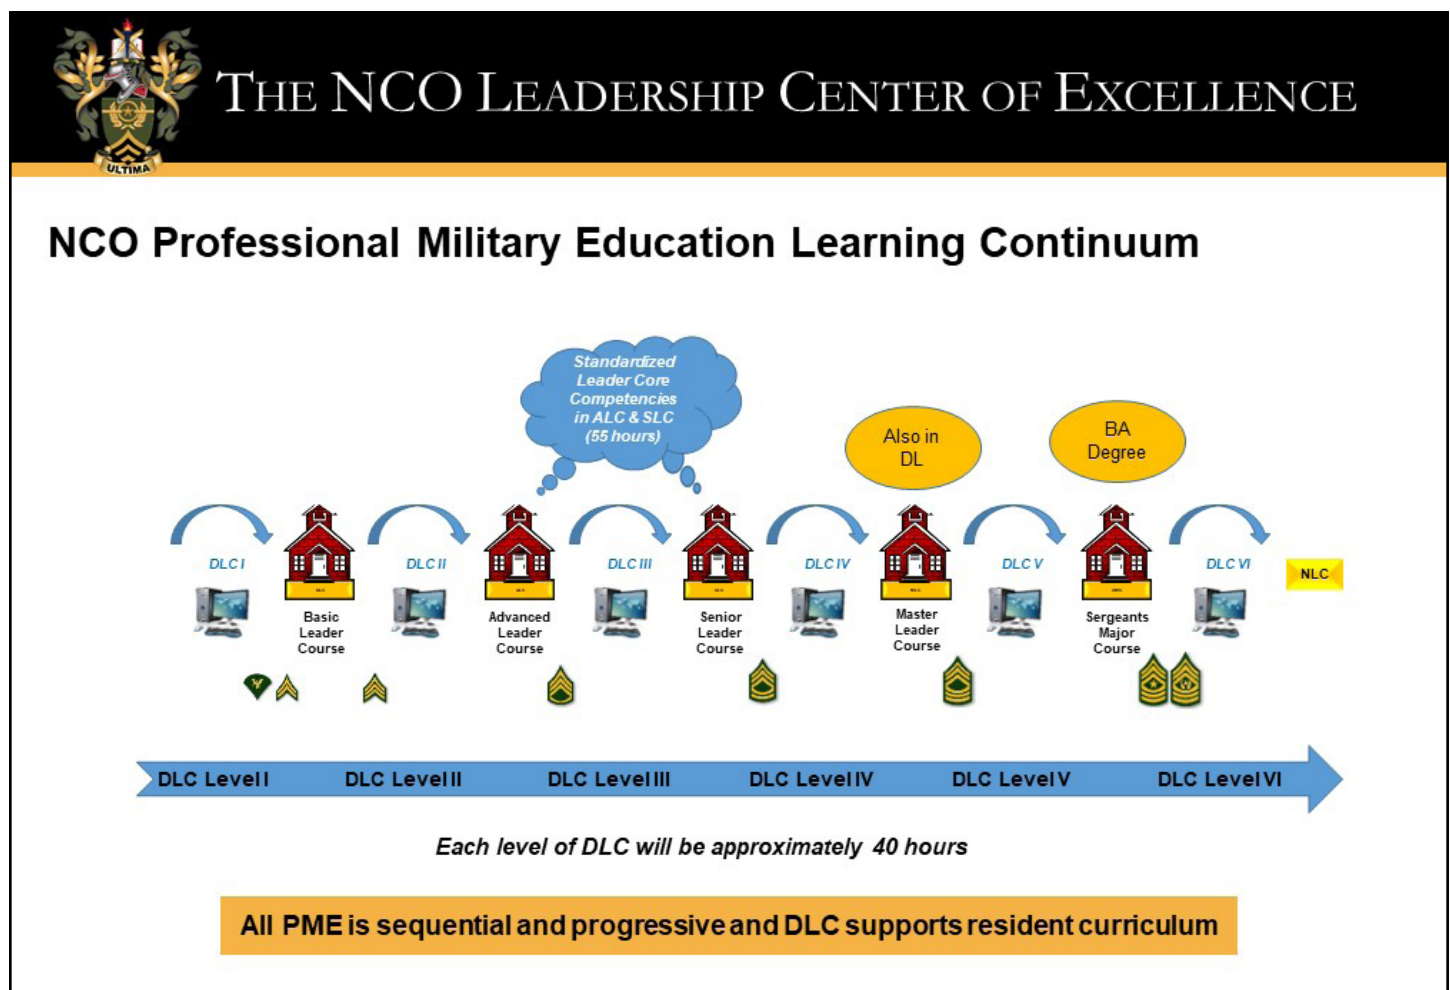 THE NCO LEADERSHIP CENTER OF EXCELLENCE
ULTIMA
NCO Professional Military Education Learning Continuum
Standardized
Leader Core
Competencies
in ALC & SLC
(55 hours)
Also in
DL
BA
Degree
DLC I
DLC II
DLC III
DLC IV
DLC V
DLC VI
NLC
Basic
Leader
Course
Advanced
Leader
Course
Senior
Leader
Course
Master
Leader
Course
Sergeants
Major
Course
DLC Level I
DLC Level II
DLC Level III
DLC Level IV
DLC Level V
DLC Level VI
Each level of DLC will be approximately 40 hours
All PME is sequential and progressive and DLC supports resident curriculum